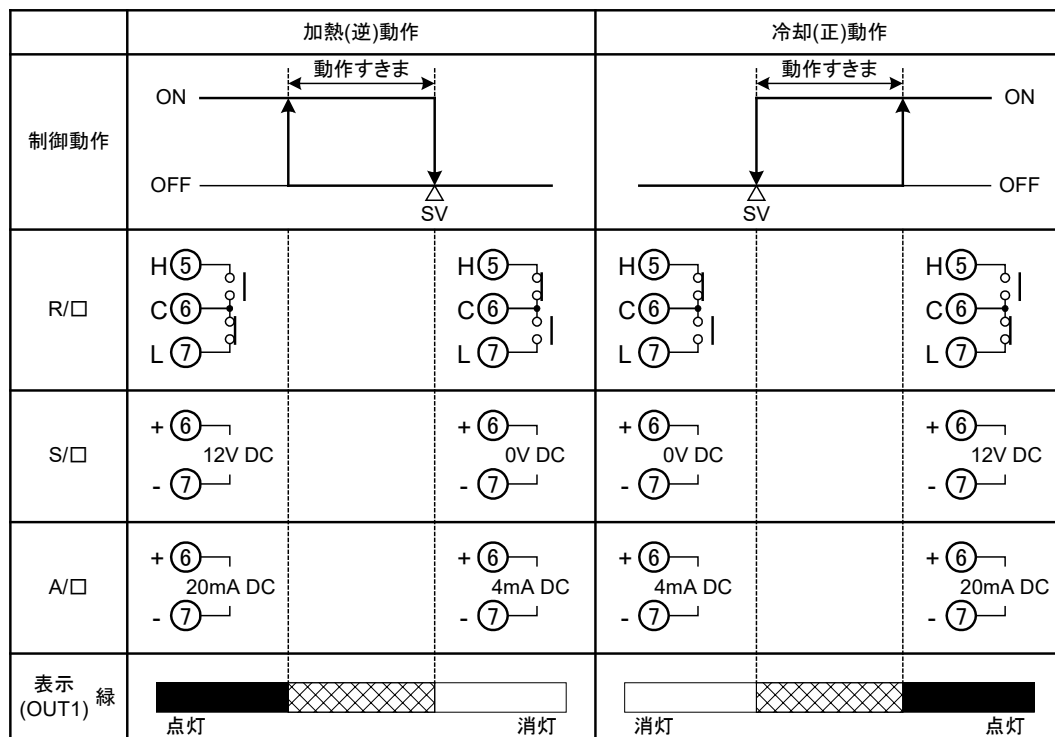 加熱(逆)動作 冷却(正)動作
制御動作
動作すきま
ON
OFF
SV
動作すきま
ON
OFF
SV
R/□
H⑤
C⑥
L⑦
H⑤
C⑥
L⑦
H⑤
C⑥
L⑦
H⑤
C⑥
L⑦
S/□
+⑥
12V DC
-⑦
+⑥
0V DC
-⑦
+⑥
0V DC
-⑦
+⑥
12V DC
-⑦
A/□
+⑥
20mA DC
-⑦
+⑥
4mA DC
-⑦
+⑥
4mA DC
-⑦
+⑥
20mA DC
-⑦
表示
(OUT1) 緑
点灯 消灯
消灯 点灯